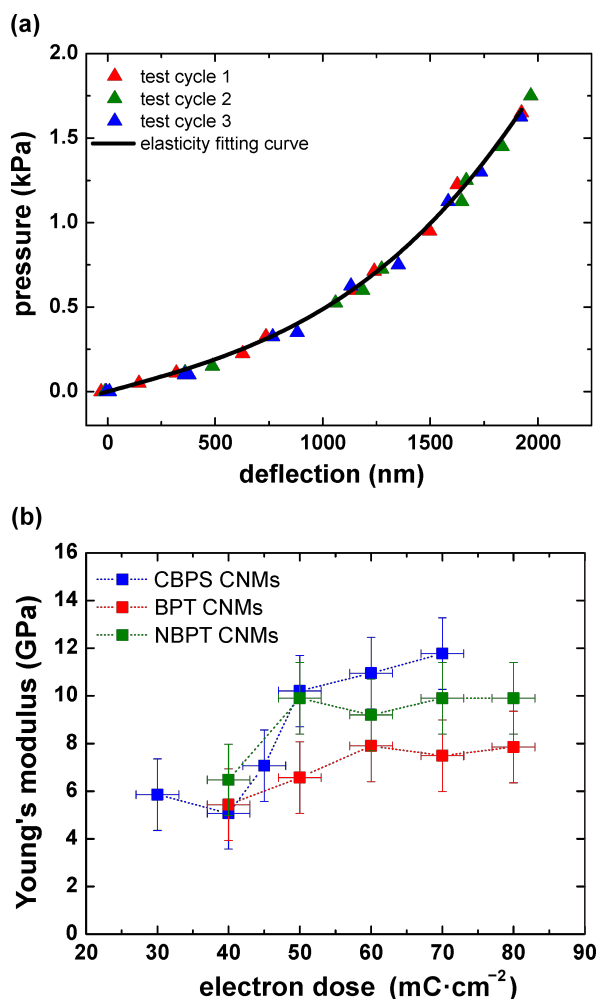 (a)
2.0
1.5
1.0
0.5
0.0
pressure (kPa)
test cycle 1
test cycle 2
test cycle 3
elasticity fitting curve
0 500 1000 1500 2000
deflection (nm)
(b)
16
14
12
10
8
6
4
2
0
Young's modulus (GPa)
CBPS CNMs
BPT CNMs
NBPT CNMs
20 30 40 50 60 70 80 90
electron dose (mC·cm⁻²)